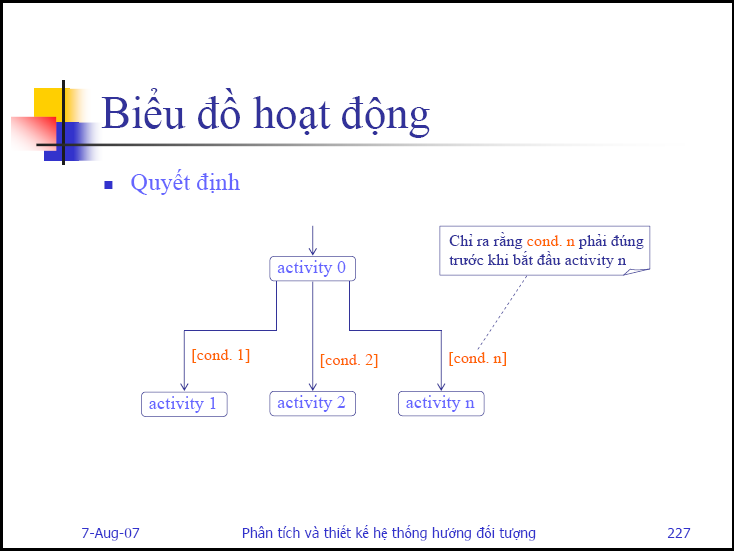 Biểu đồ hoạt động
Quyết định
activity 0
Chỉ ra rằng cond. n phải đúng
trước khi bắt đầu activity n
[cond. 1]
[cond. 2]
[cond. n]
activity 1
activity 2
activity n
7-Aug-07
Phân tích và thiết kế hệ thống hướng đối tượng
227